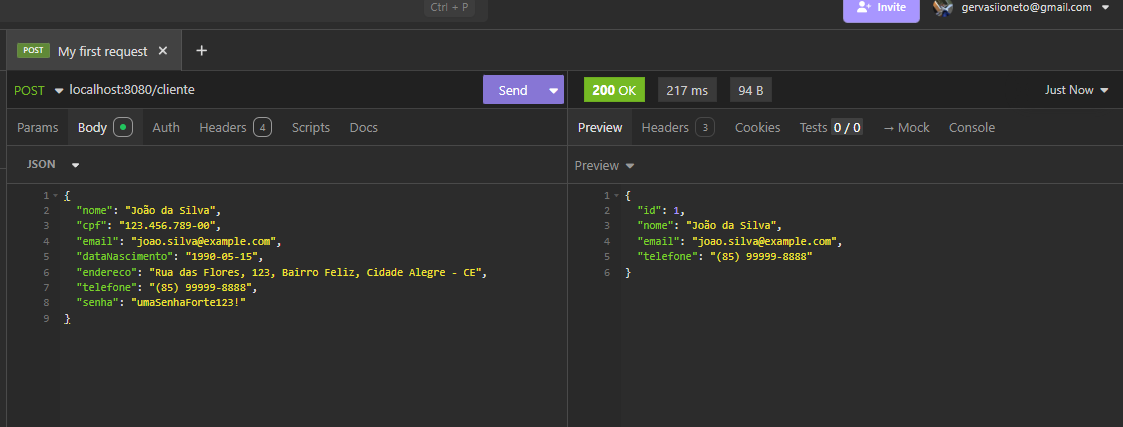 Ctrl + P
Invite
gervasiioneto@gmail.com
POST My first request
POST localhost:8080/cliente Send
200 OK 217 ms 94 B Just Now
Params Body Auth Headers 4 Scripts Docs
Preview Headers 3 Cookies Tests 0 / 0 → Mock Console
JSON
Preview
1 {
2 "nome": "João da Silva",
3 "cpf": "123.456.789-00",
4 "email": "joao.silva@example.com",
5 "dataNascimento": "1990-05-15",
6 "endereco": "Rua das Flores, 123, Bairro Feliz, Cidade Alegre - CE",
7 "telefone": "(85) 99999-8888",
8 "senha": "umaSenhaForte123!"
9 }
1 {
2 "id": 1,
3 "nome": "João da Silva",
4 "email": "joao.silva@example.com",
5 "telefone": "(85) 99999-8888"
6 }